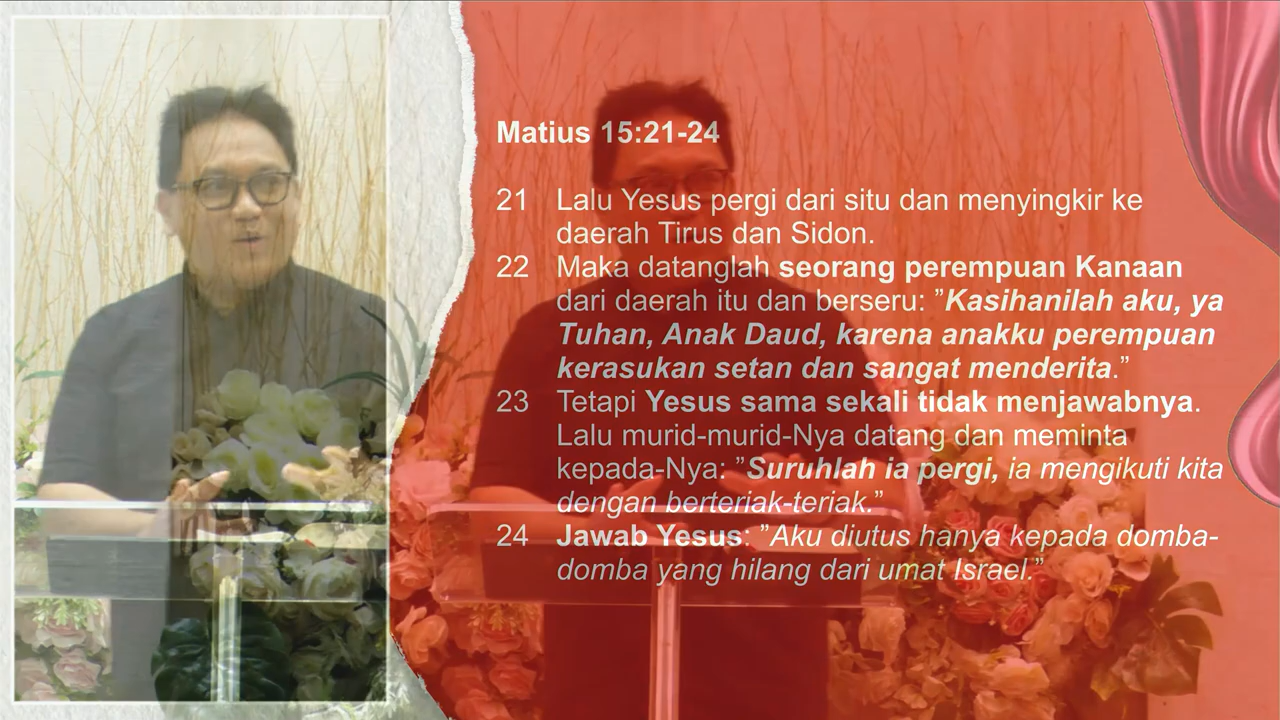 Matius 15:21-24
21 Lalu Yesus pergi dari situ dan menyingkir ke
daerah Tirus dan Sidon.
22 Maka datanglah seorang perempuan Kanaan
dari daerah itu dan berseru: ”Kasihanilah aku, ya
Tuhan, Anak Daud, karena anakku perempuan
kerasukan setan dan sangat menderita.”
23 Tetapi Yesus sama sekali tidak menjawabnya.
Lalu murid-murid-Nya datang dan meminta
kepada-Nya: ”Suruhlah ia pergi, ia mengikuti kita
dengan berteriak-teriak.”
24 Jawab Yesus: ”Aku diutus hanya kepada domba-
domba yang hilang dari umat Israel.”